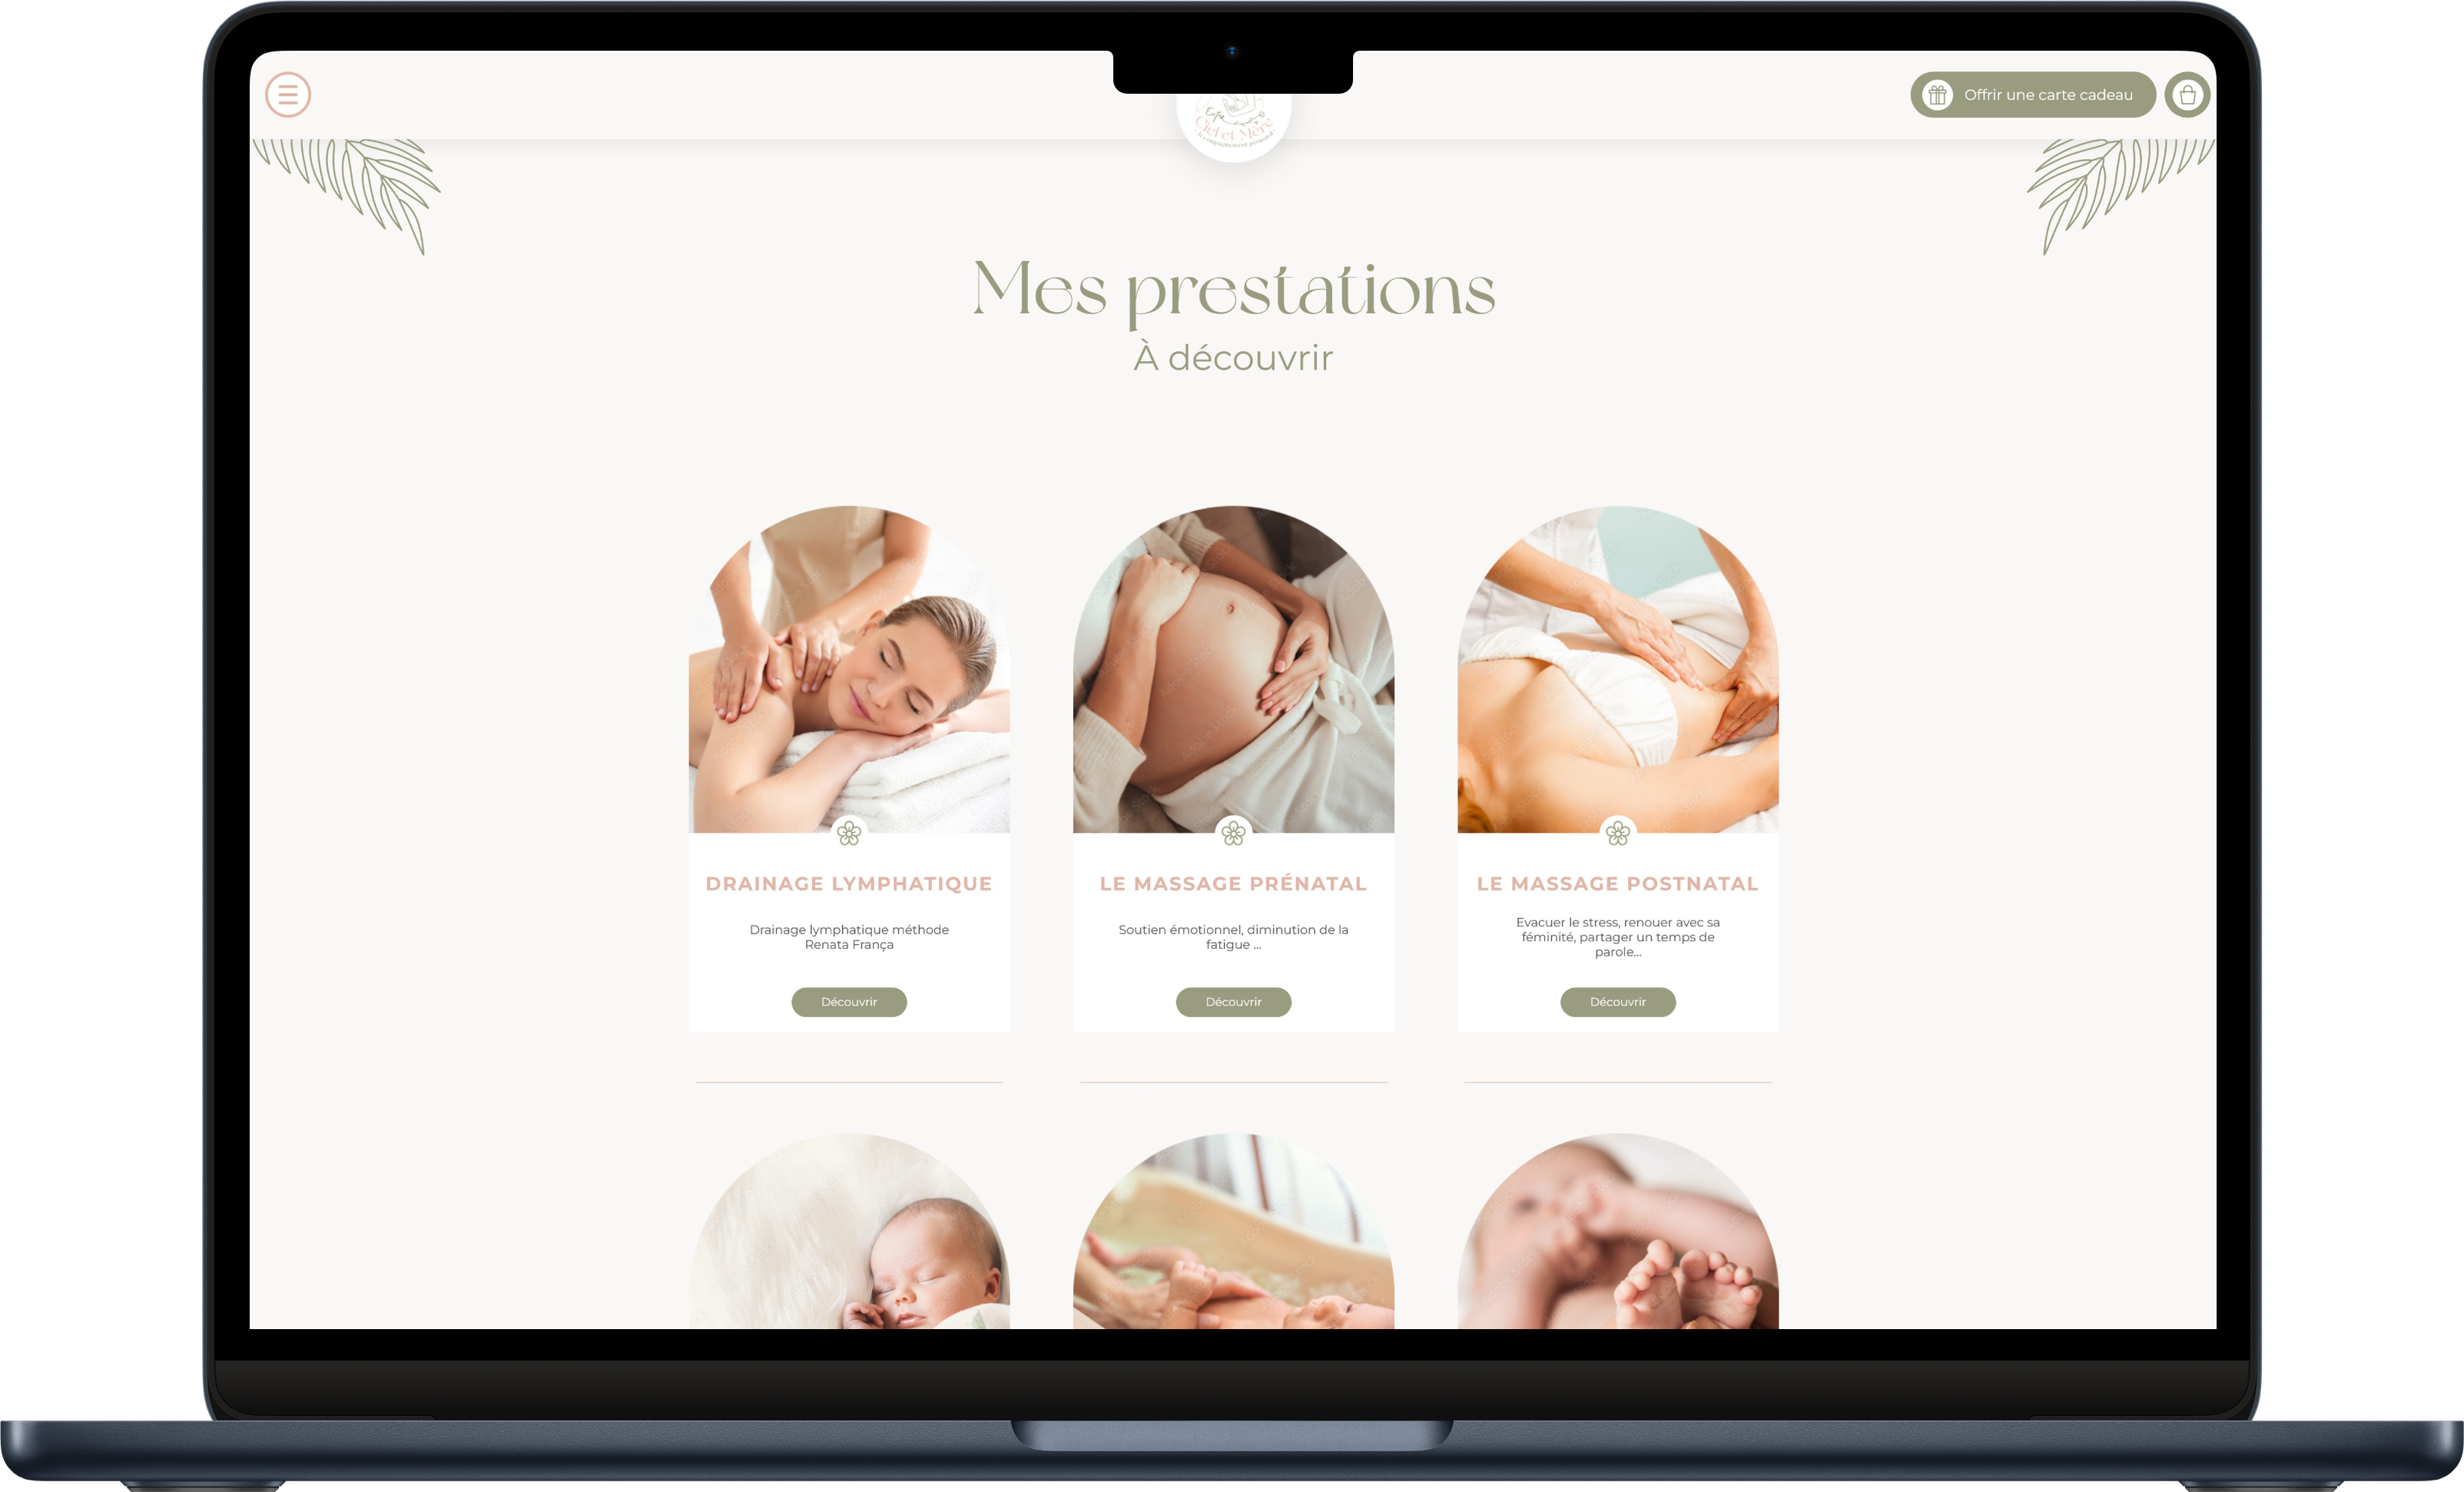 Entre
Ciel et Mère
Offrir une carte cadeau
Mes prestations
À découvrir
DRAINAGE LYMPHATIQUE
Drainage lymphatique méthode
Renata França
Découvrir
LE MASSAGE PRÉNATAL
Soutien émotionnel, diminution de la
fatigue ...
Découvrir
LE MASSAGE POSTNATAL
Evacuer le stress, renouer avec sa
féminité, partager un temps de
parole...
Découvrir